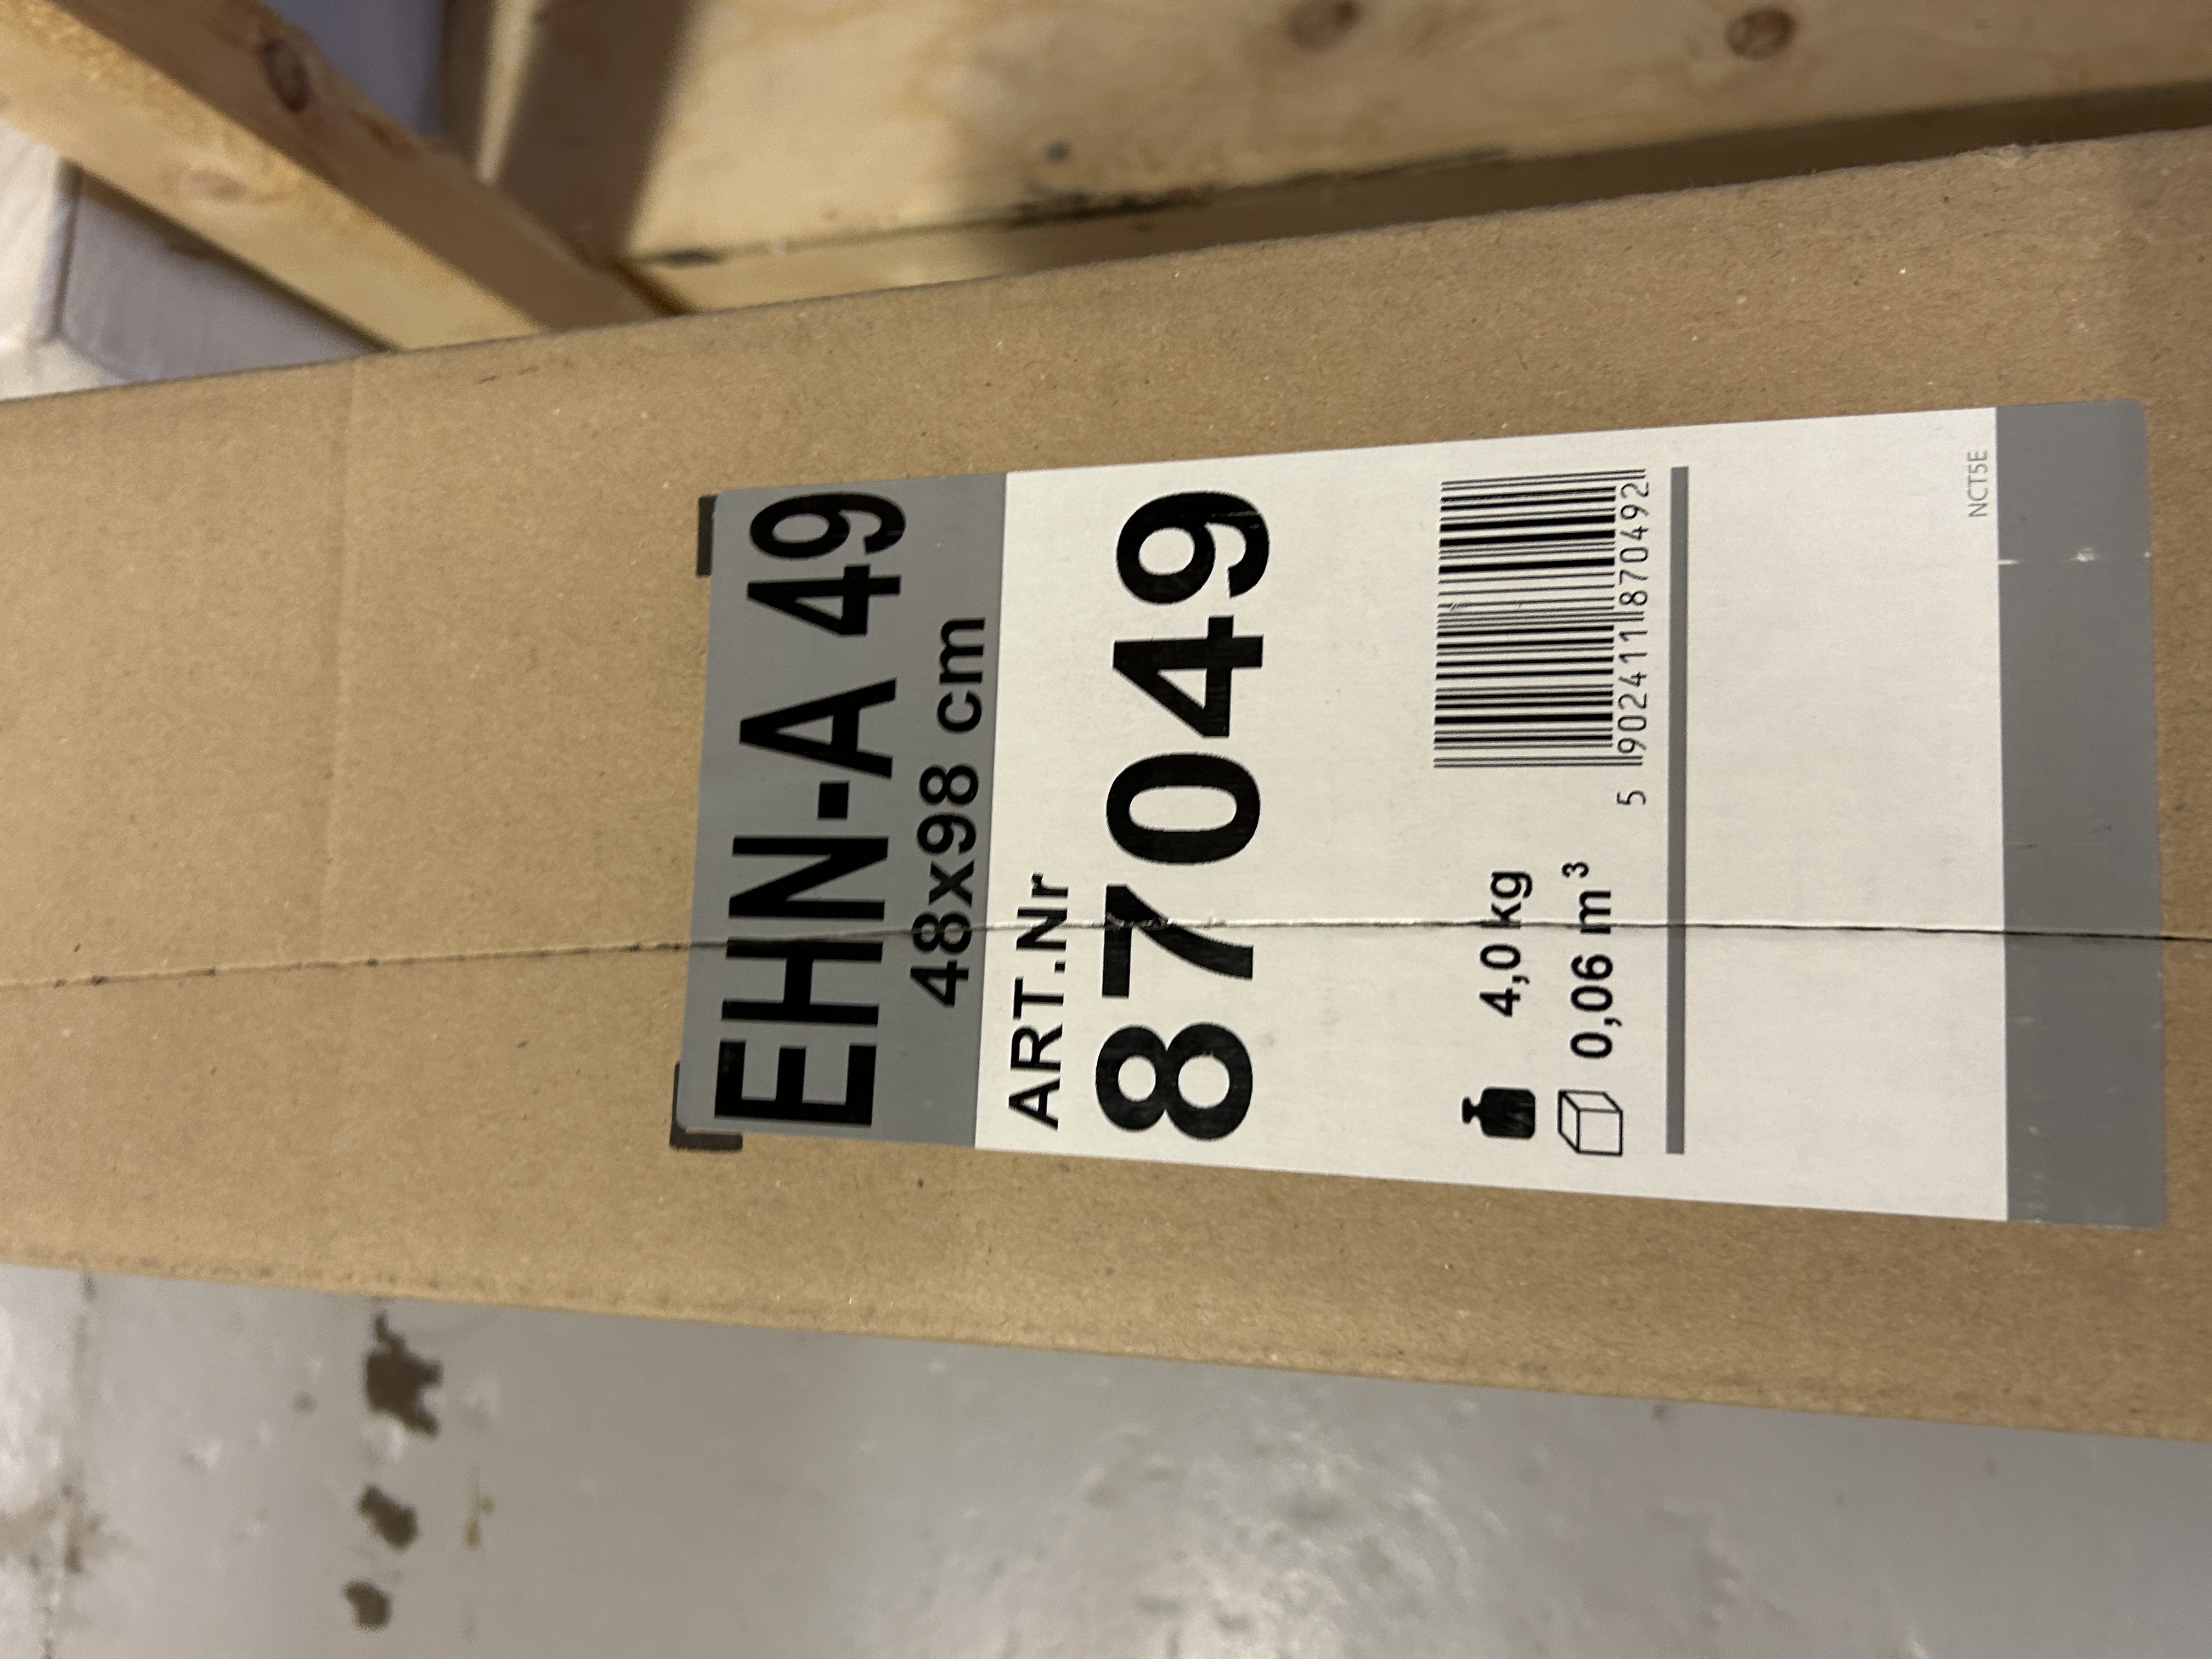 EHN-A 49
48x98 cm
ART.Nr
87049
4,0 kg
0,06 m³
5 902411 870492
NCT5E